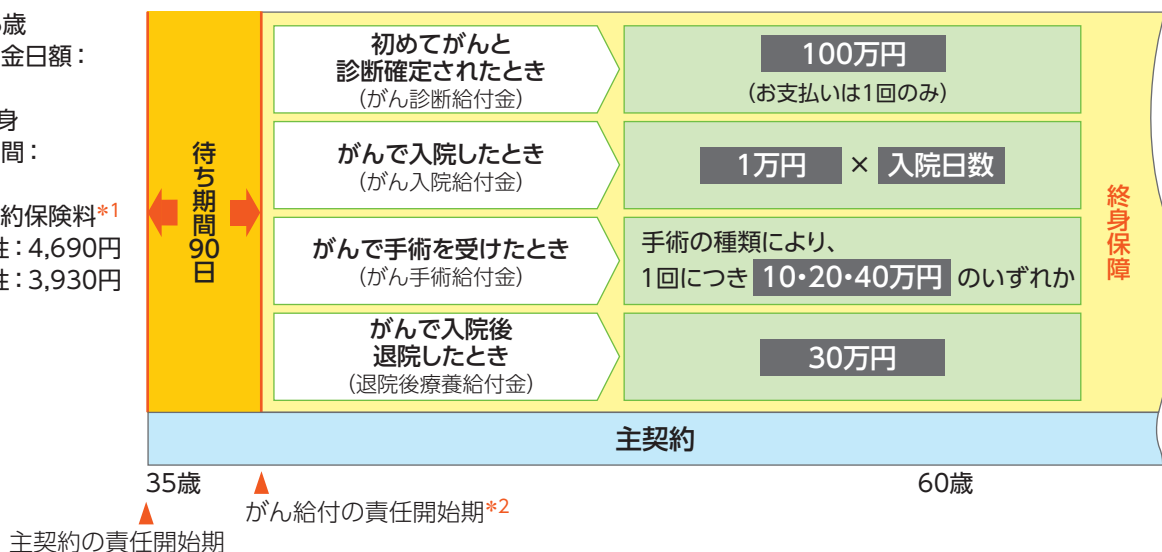 歳
金日額：
身
間：
約保険料*1
性：4,690円
性：3,930円
待ち期間90日
初めてがんと
診断確定されたとき
（がん診断給付金）
100万円
（お支払いは1回のみ）
がんで入院したとき
（がん入院給付金）
1万円 × 入院日数
がんで手術を受けたとき
（がん手術給付金）
手術の種類により、
1回につき 10・20・40万円 のいずれか
がんで入院後
退院したとき
（退院後療養給付金）
30万円
終身保障
主契約
35歳
60歳
がん給付の責任開始期*2
主契約の責任開始期